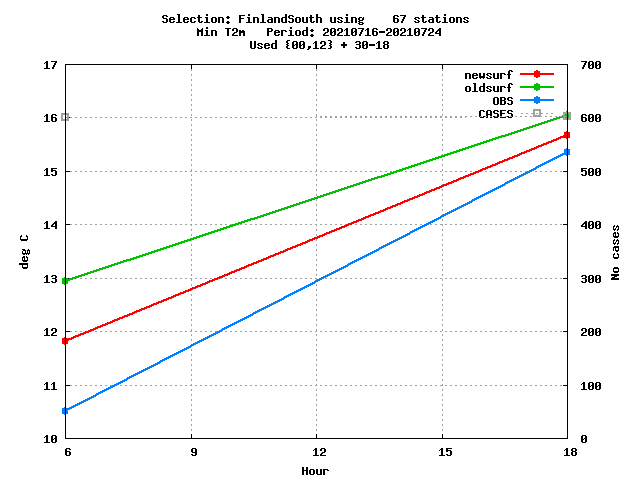 Selection: FinlandSouth using    67 stations
Min T2m   Period: 20210716-20210724
Used {00,12} + 30-18
17 700
newsurf
oldsurf
OBS
CASES
16 600
15 500
14 400
deg C
No cases
13 300
12 200
11 100
10 0
6 9 12 15 18
Hour